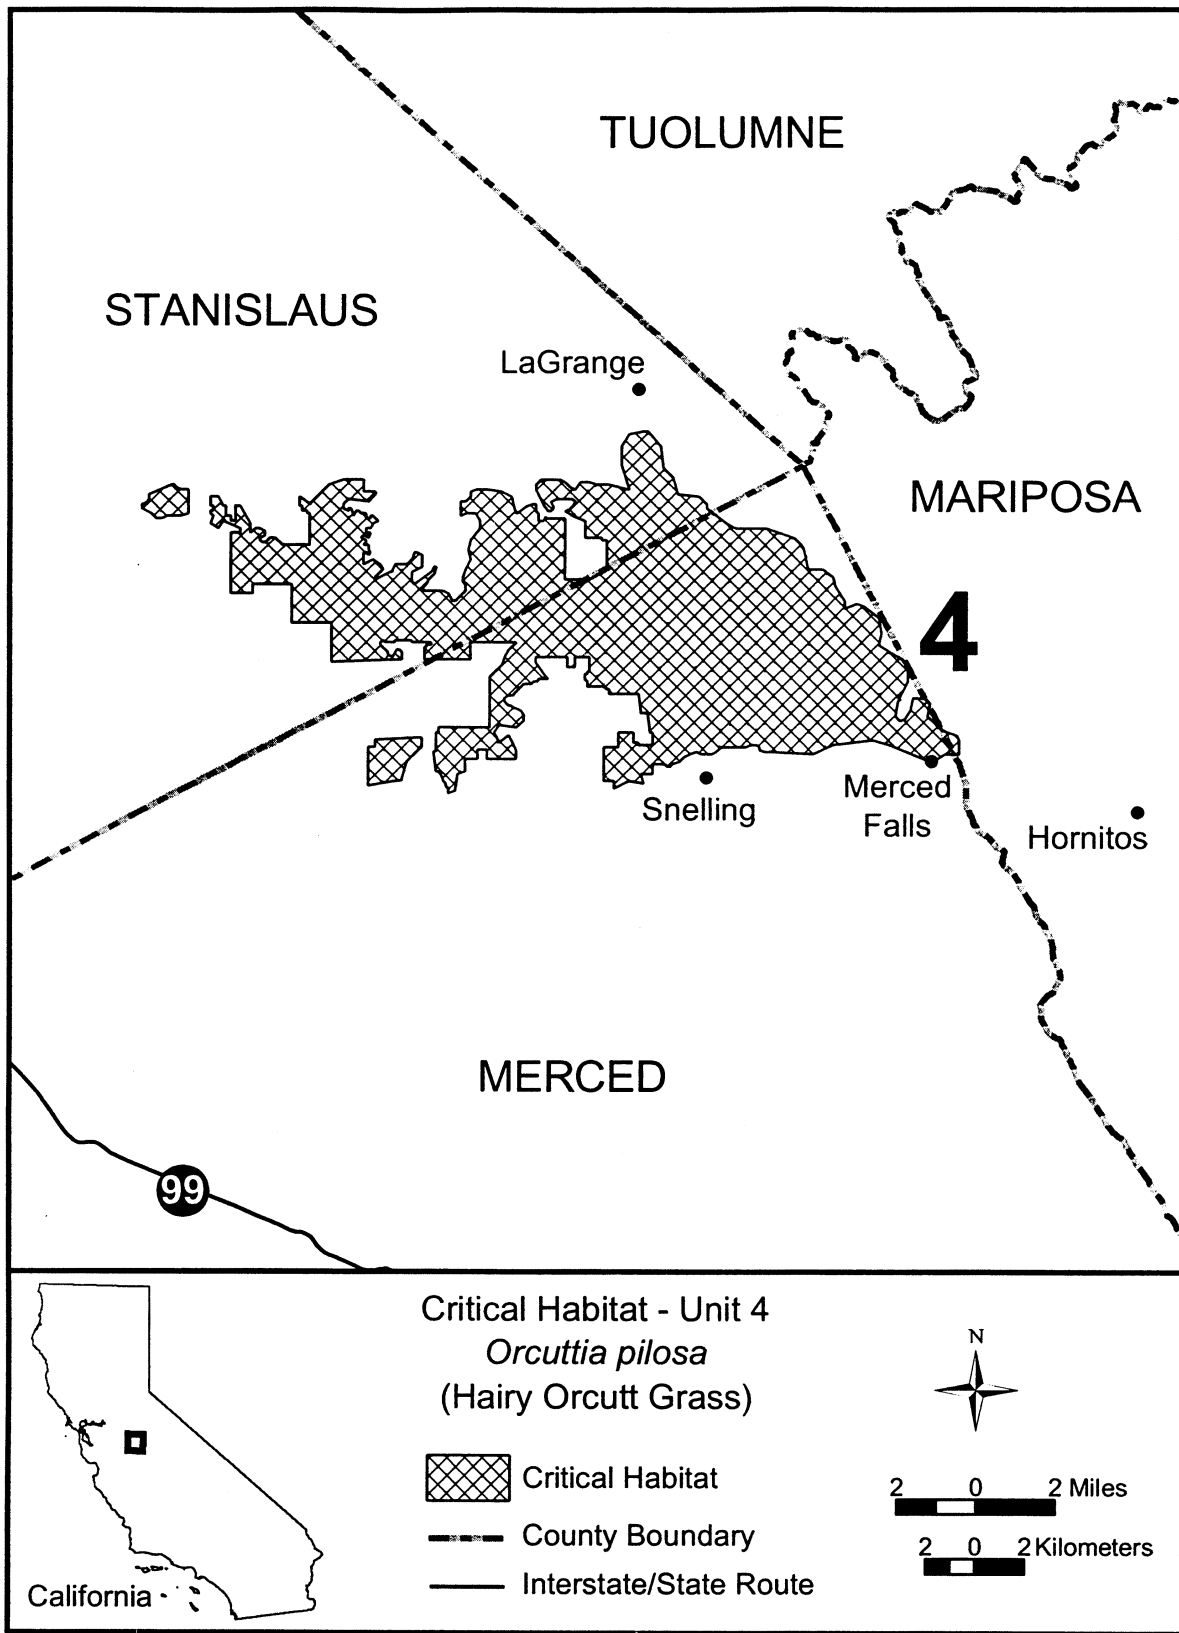 TUOLUMNE
STANISLAUS
LaGrange
MARIPOSA
4
Snelling
Merced
Falls
Hornitos
MERCED
99
Critical Habitat - Unit 4
Orcuttia pilosa
(Hairy Orcutt Grass)
N
Critical Habitat
County Boundary
Interstate/State Route
2 0 2 Miles
2 0 2 Kilometers
California